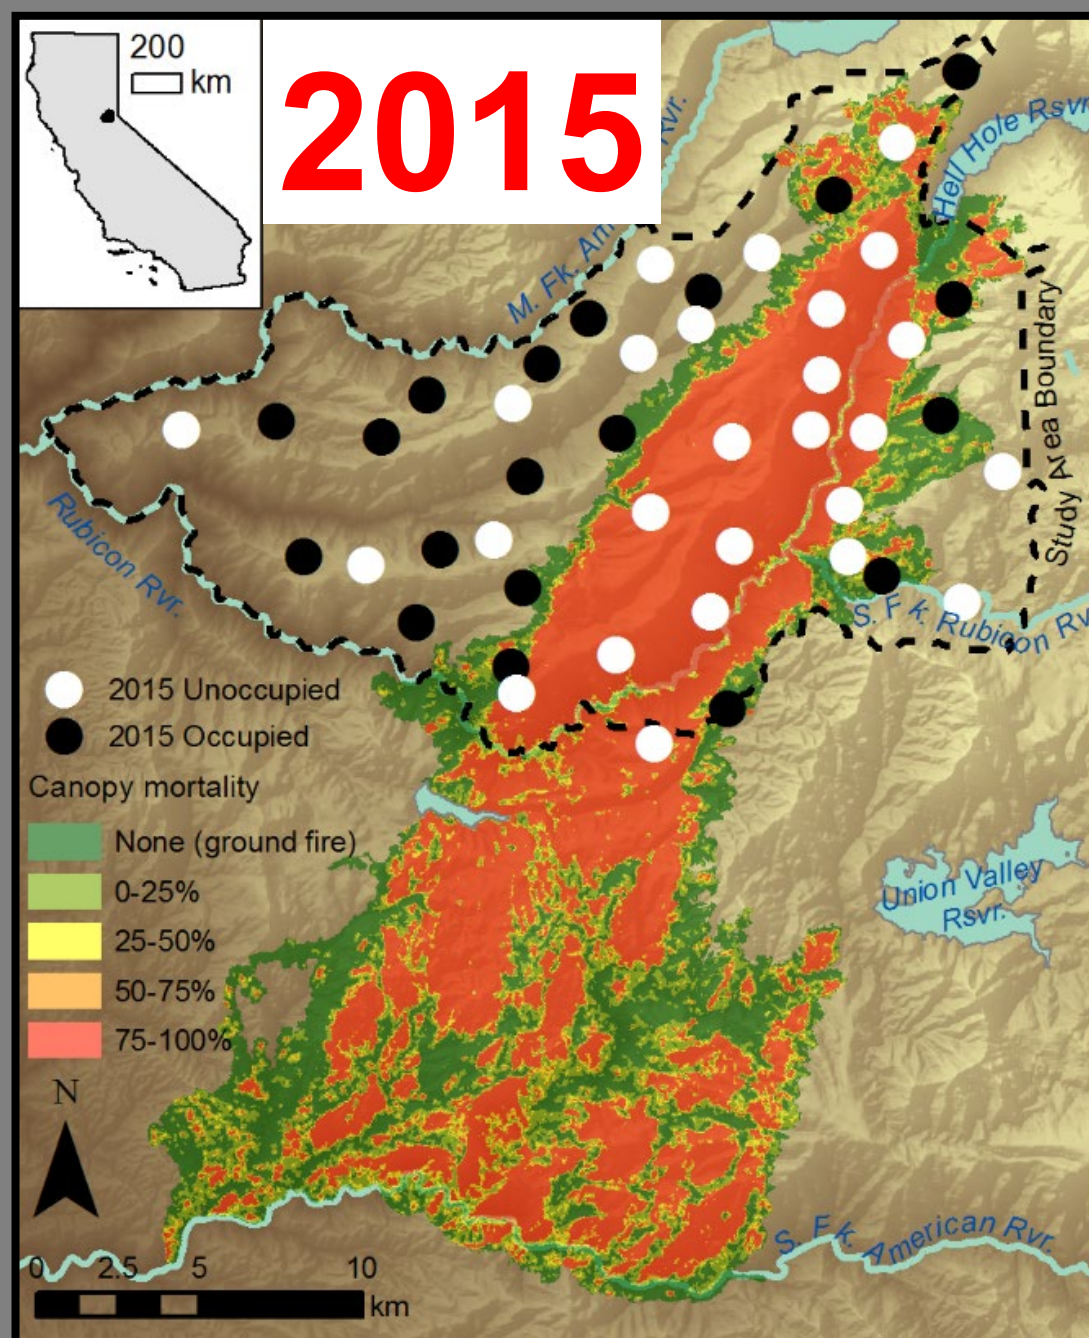 200
km
2015
Rvr.
M. Fk. Am
Hell Hole Rsvr
Study Area Boundary
Rubicon Rvr.
S. Fk. Rubicon Rv
2015 Unoccupied
2015 Occupied
Canopy mortality
None (ground fire)
0-25%
25-50%
50-75%
75-100%
Union Valley
Rsvr.
N
S. Fk. American Rvr.
0 2.5 5 10
km